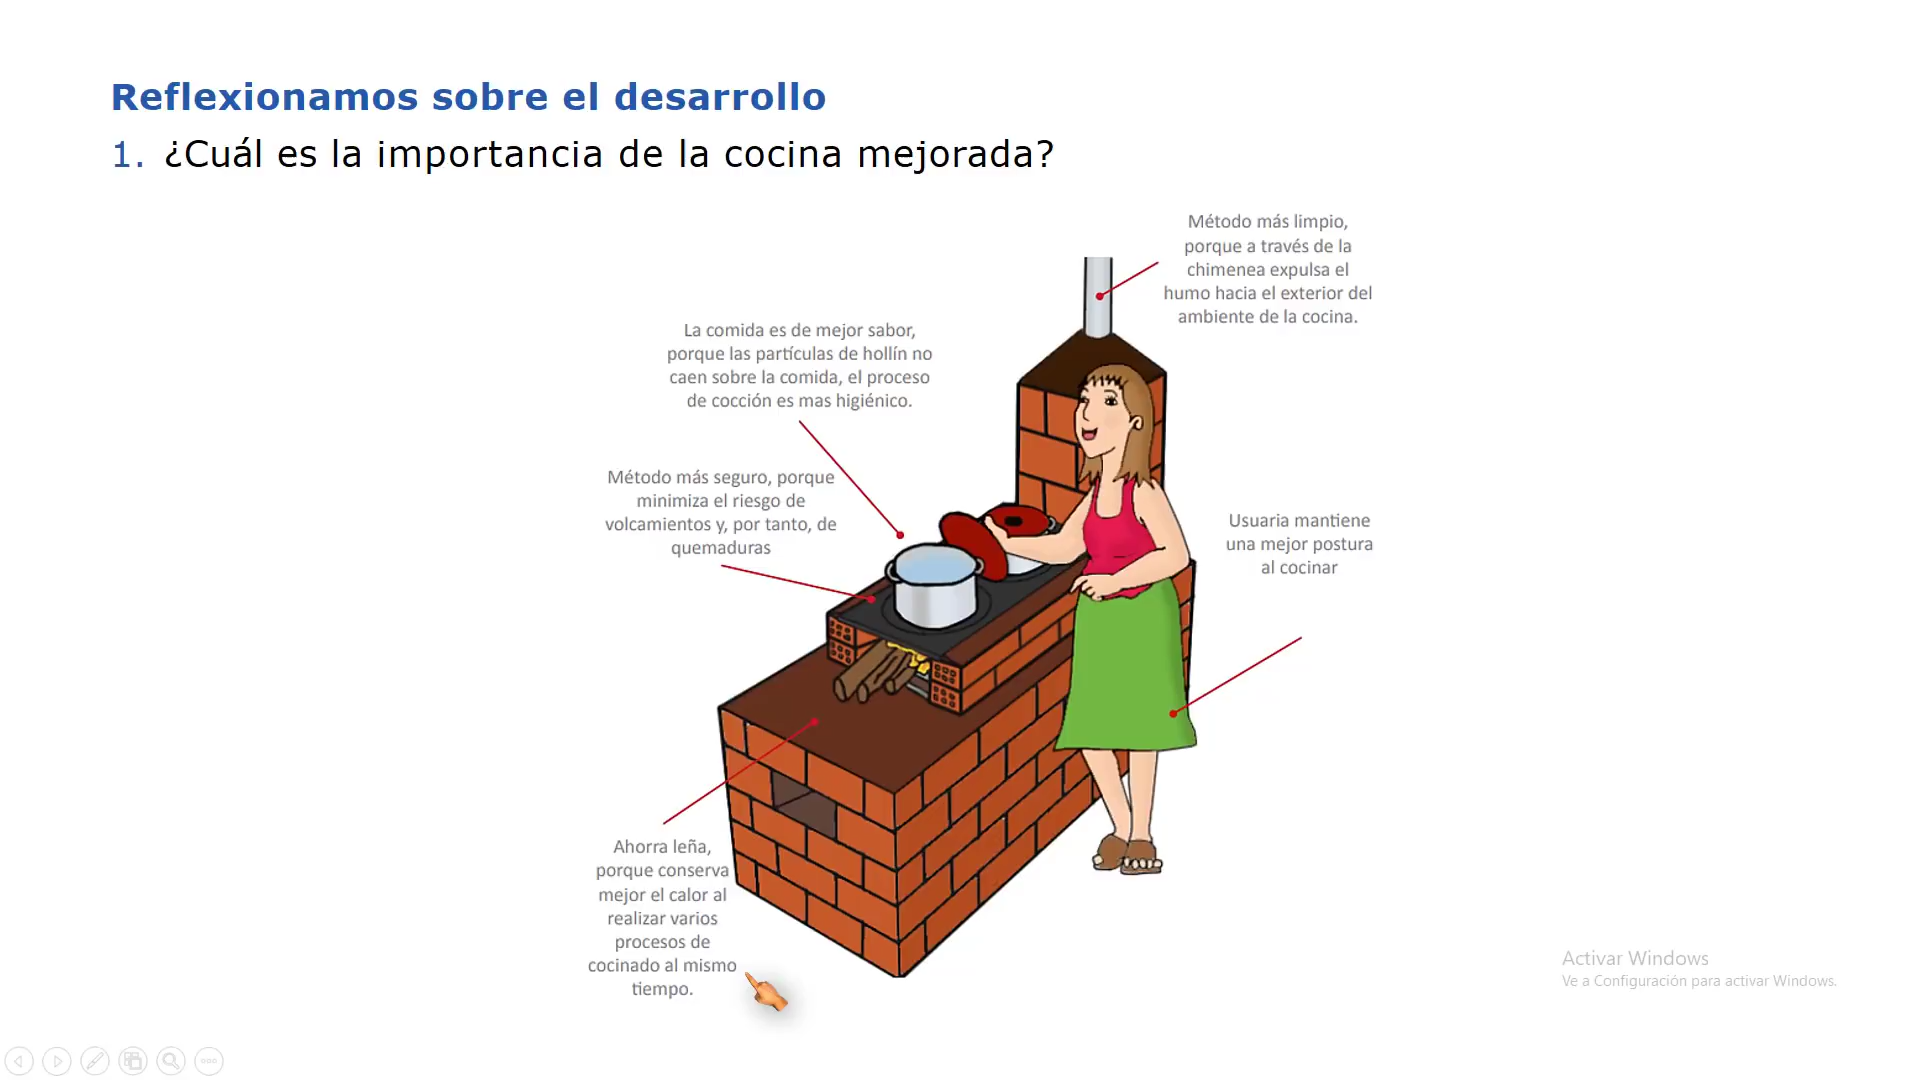 Reflexionamos sobre el desarrollo
1. ¿Cuál es la importancia de la cocina mejorada?
Método más limpio,
porque a través de la
chimenea expulsa el
humo hacia el exterior del
ambiente de la cocina.
La comida es de mejor sabor,
porque las partículas de hollín no
caen sobre la comida, el proceso
de cocción es mas higiénico.
Método más seguro, porque
minimiza el riesgo de
volcamientos y, por tanto, de
quemaduras
Usuaria mantiene
una mejor postura
al cocinar
Ahorra leña,
porque conserva
mejor el calor al
realizar varios
procesos de
cocinado al mismo
tiempo.
Activar Windows
Ve a Configuración para activar Windows.